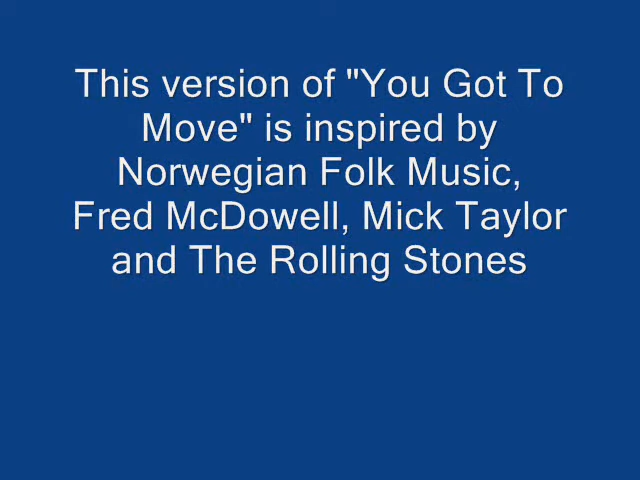 This version of "You Got To
Move" is inspired by
Norwegian Folk Music,
Fred McDowell, Mick Taylor
and The Rolling Stones